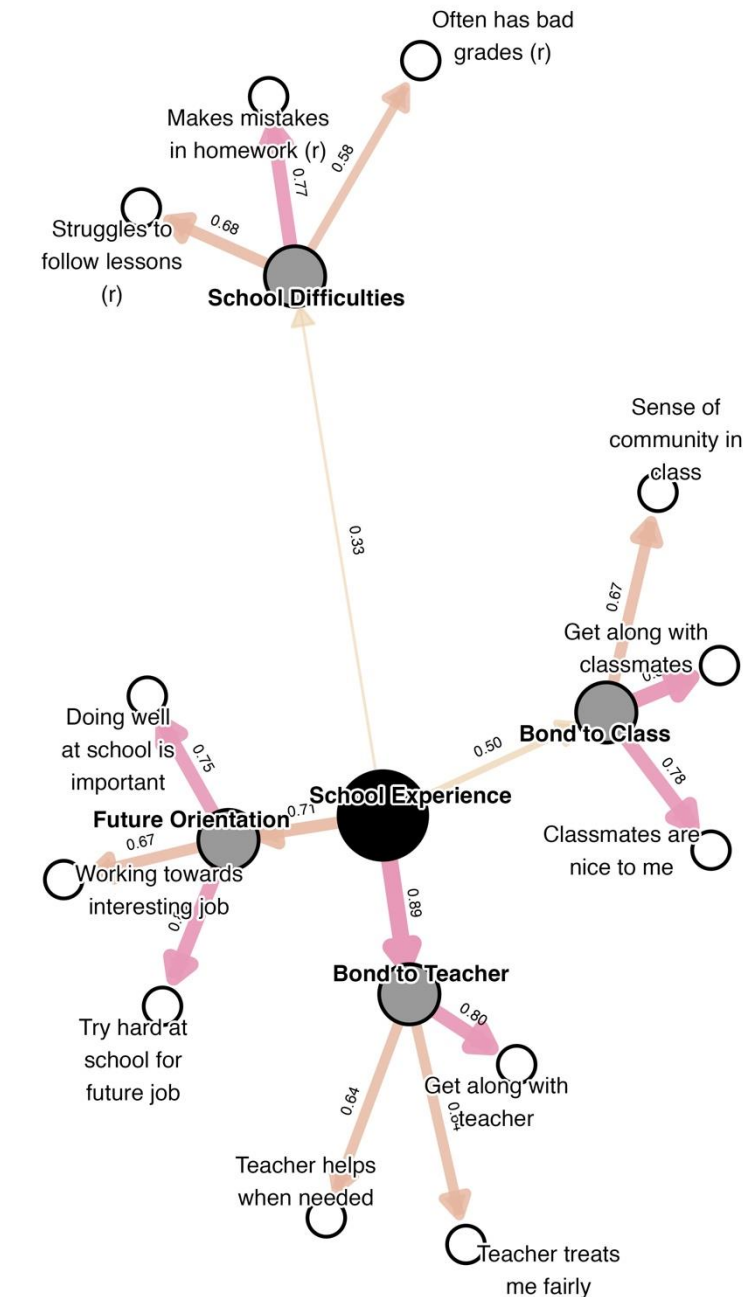 Often has bad
grades (r)
Makes mistakes
in homework (r)
0.58
0.77
Struggles to
follow lessons
(r)
0.68
School Difficulties
0.33
Sense of
community in
class
0.67
Get along with
classmates
Bond to Class
0.50
0.78
Classmates are
nice to me
Doing well
at school is
important
0.75
School Experience
0.71
Future Orientation
0.67
Working towards
interesting job
0.89
Bond to Teacher
Try hard at
school for
future job
0.80
Get along with
teacher
0.64
0.64
Teacher helps
when needed
Teacher treats
me fairly